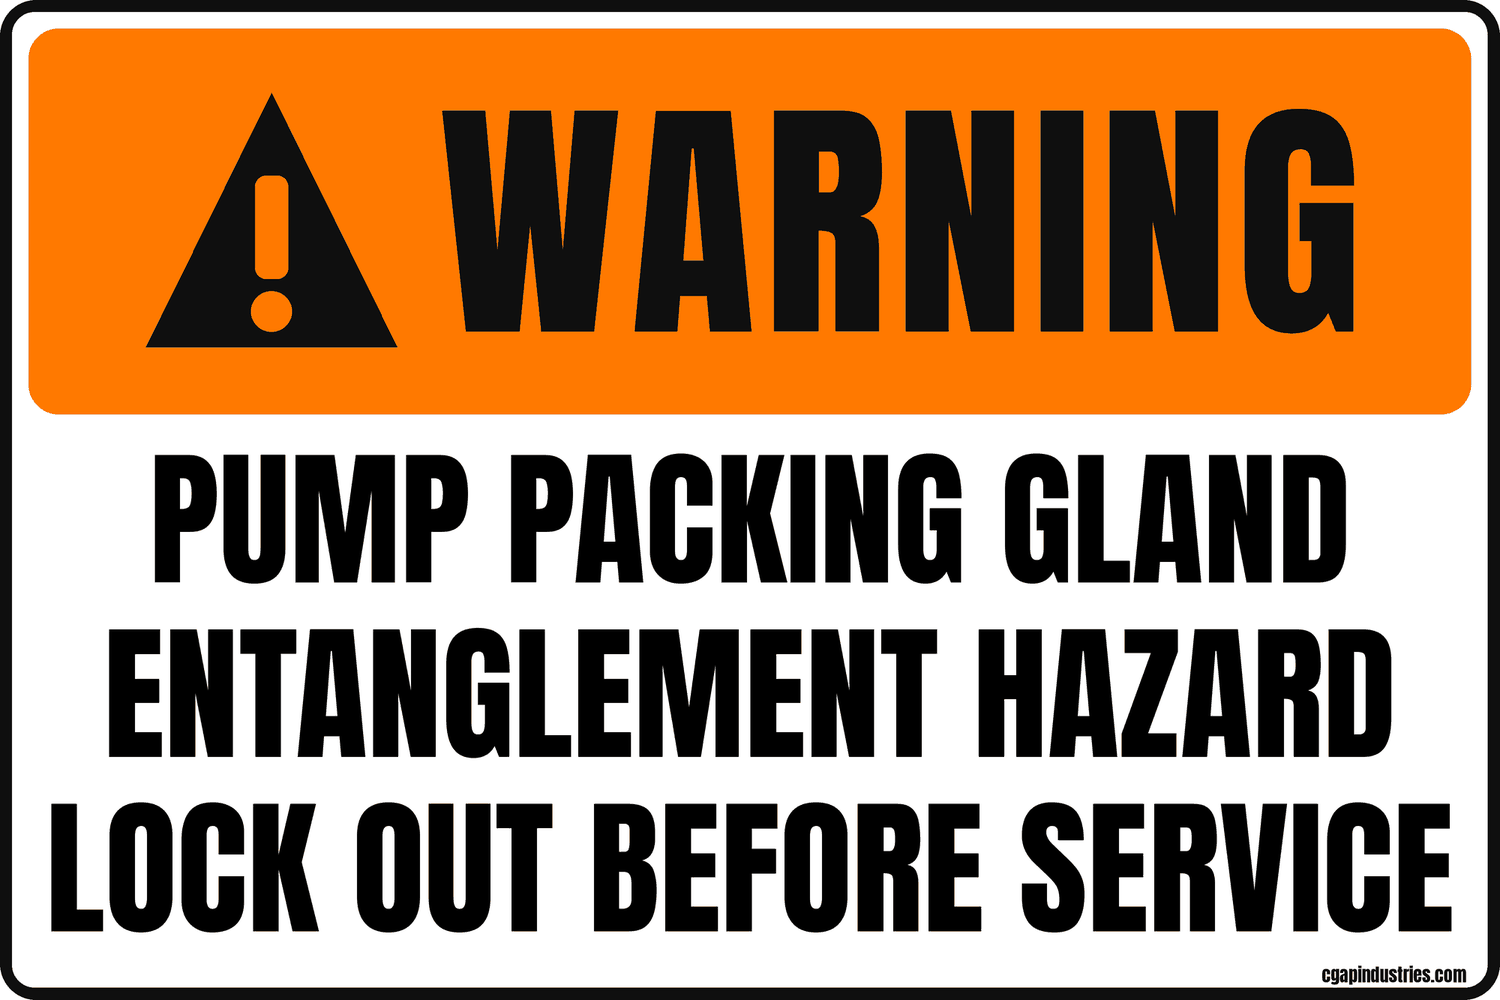 WARNING
PUMP PACKING GLAND
ENTANGLEMENT HAZARD
LOCK OUT BEFORE SERVICE
cgapindustries.com